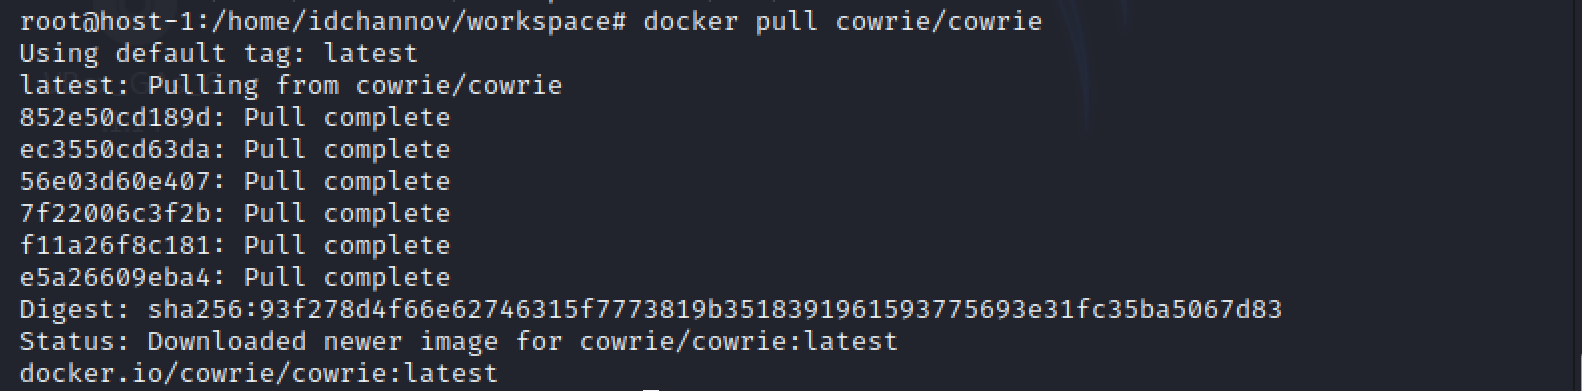 root@host-1:/home/idchannov/workspace# docker pull cowrie/cowrie
Using default tag: latest
latest: Pulling from cowrie/cowrie
852e50cd189d: Pull complete
ec3550cd63da: Pull complete
56e03d60e407: Pull complete
7f22006c3f2b: Pull complete
f11a26f8c181: Pull complete
e5a26609eba4: Pull complete
Digest: sha256:93f278d4f66e62746315f7773819b3518391961593775693e31fc35ba5067d83
Status: Downloaded newer image for cowrie/cowrie:latest
docker.io/cowrie/cowrie:latest